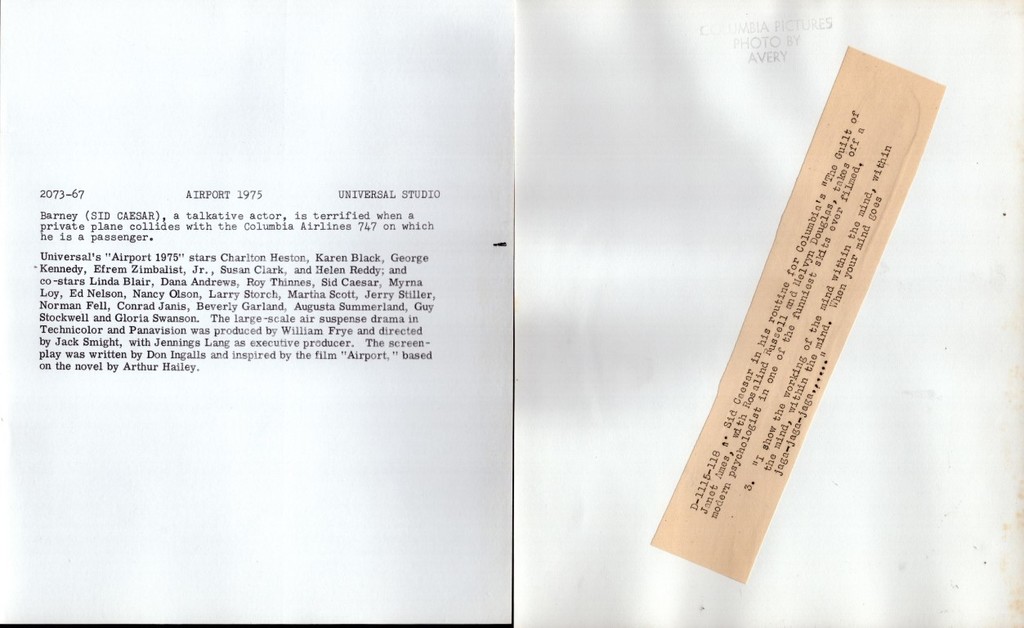 2073-67 AIRPORT 1975 UNIVERSAL STUDIO
Barney (SID CAESAR), a talkative actor, is terrified when a
private plane collides with the Columbia Airlines 747 on which
he is a passenger.
Universal's "Airport 1975" stars Charlton Heston, Karen Black, George
Kennedy, Efrem Zimbalist, Jr., Susan Clark, and Helen Reddy; and
co-stars Linda Blair, Dana Andrews, Roy Thinnes, Sid Caesar, Myrna
Loy, Ed Nelson, Nancy Olson, Larry Storch, Martha Scott, Jerry Stiller,
Norman Fell, Conrad Janis, Beverly Garland, Augusta Summerland, Guy
Stockwell and Gloria Swanson. The large-scale air suspense drama in
Technicolor and Panavision was produced by William Frye and directed
by Jack Smight, with Jennings Lang as executive producer. The screen-
play was written by Don Ingalls and inspired by the film "Airport," based
on the novel by Arthur Hailey.
COLUMBIA PICTURES
PHOTO BY
AVERY
D-1115-118 Sid Caesar in his routine for Columbia's "The Guilt of
Janet Ames, with Rosalind Russell and Melvyn Douglas, takes off a
modern psychologist in one of the funniest skits ever filmed.
3. "I show the working of the mind within the mind, within
the mind, within the mind. When your mind goes
jaga-jaga-jaga......"